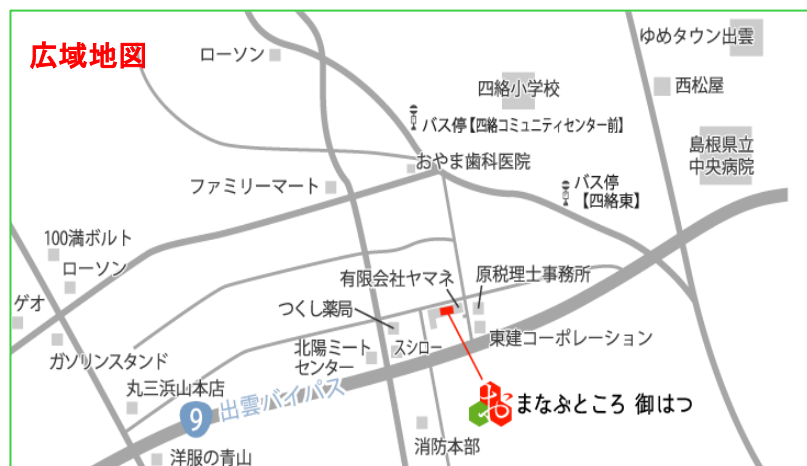 広域地図
ローソン
ゆめタウン出雲
西松屋
四絡小学校
バス停【四絡コミュニティセンター前】
島根県立
中央病院
おやま歯科医院
ファミリーマート
バス停
【四絡東】
100満ボルト
ローソン
ゲオ
ガソリンスタンド
有限会社ヤマネ
原税理士事務所
つくし薬局
北陽ミート
センター
スシロー
東建コーポレーション
丸三浜山本店
9 出雲バイパス
お
まなぶところ 御はつ
消防本部
洋服の青山